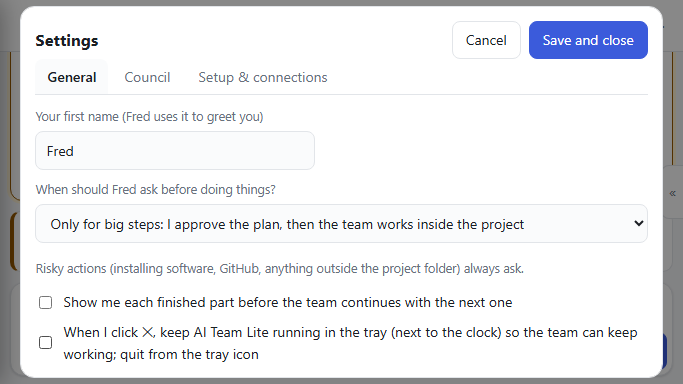 Settings
Cancel
Save and close
General
Council
Setup & connections
Your first name (Fred uses it to greet you)
Fred
When should Fred ask before doing things?
Only for big steps: I approve the plan, then the team works inside the project
Risky actions (installing software, GitHub, anything outside the project folder) always ask.
Show me each finished part before the team continues with the next one
When I click ✕, keep AI Team Lite running in the tray (next to the clock) so the team can keep
working; quit from the tray icon
«